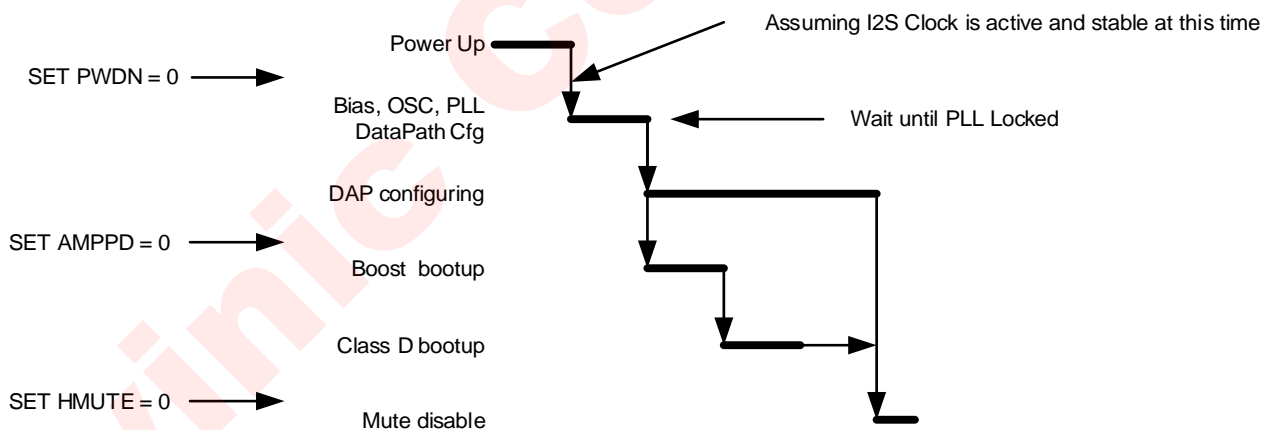 Assuming I2S Clock is active and stable at this time
Power Up
SET PWDN = 0
Bias, OSC, PLL
DataPath Cfg
Wait until PLL Locked
DAP configuring
SET AMPPD = 0
Boost bootup
Class D bootup
SET HMUTE = 0
Mute disable